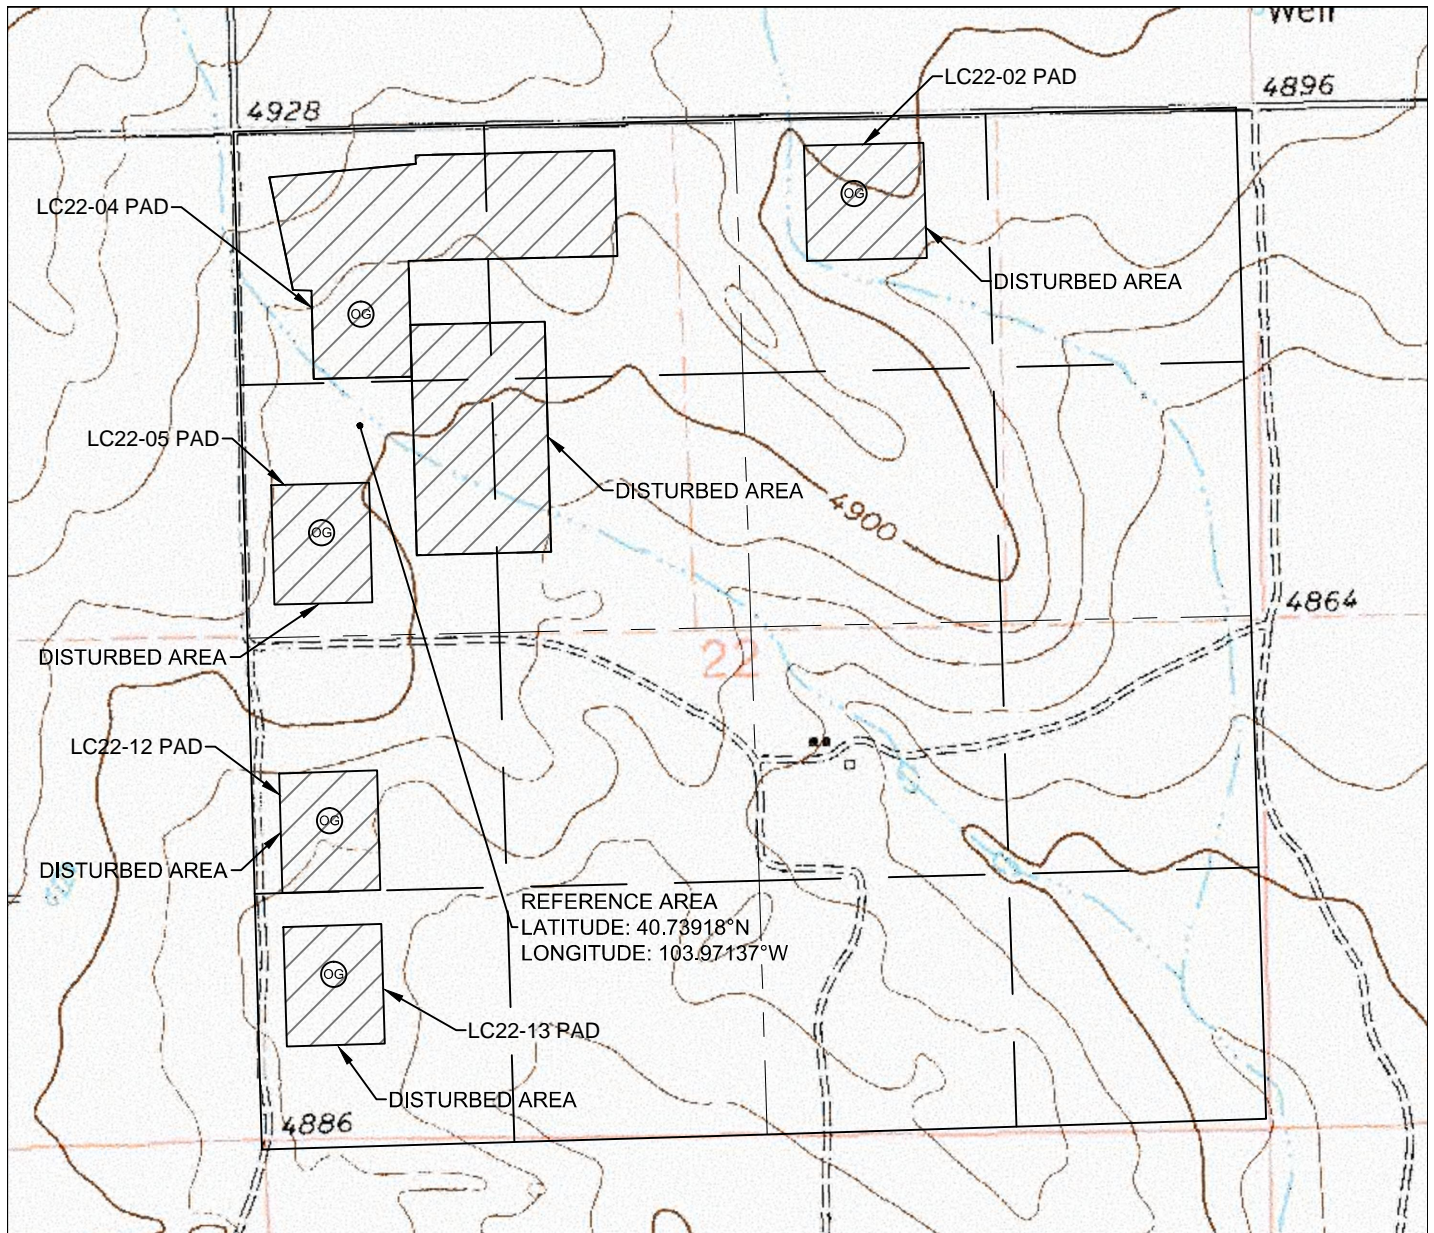 Weir
LC22-02 PAD
4896
4928
LC22-04 PAD
OG
DISTURBED AREA
OG
LC22-05 PAD
DISTURBED AREA
4900
OG
4864
DISTURBED AREA
22
LC22-12 PAD
OG
DISTURBED AREA
REFERENCE AREA
LATITUDE: 40.73918°N
LONGITUDE: 103.97137°W
OG
LC22-13 PAD
DISTURBED AREA
4886